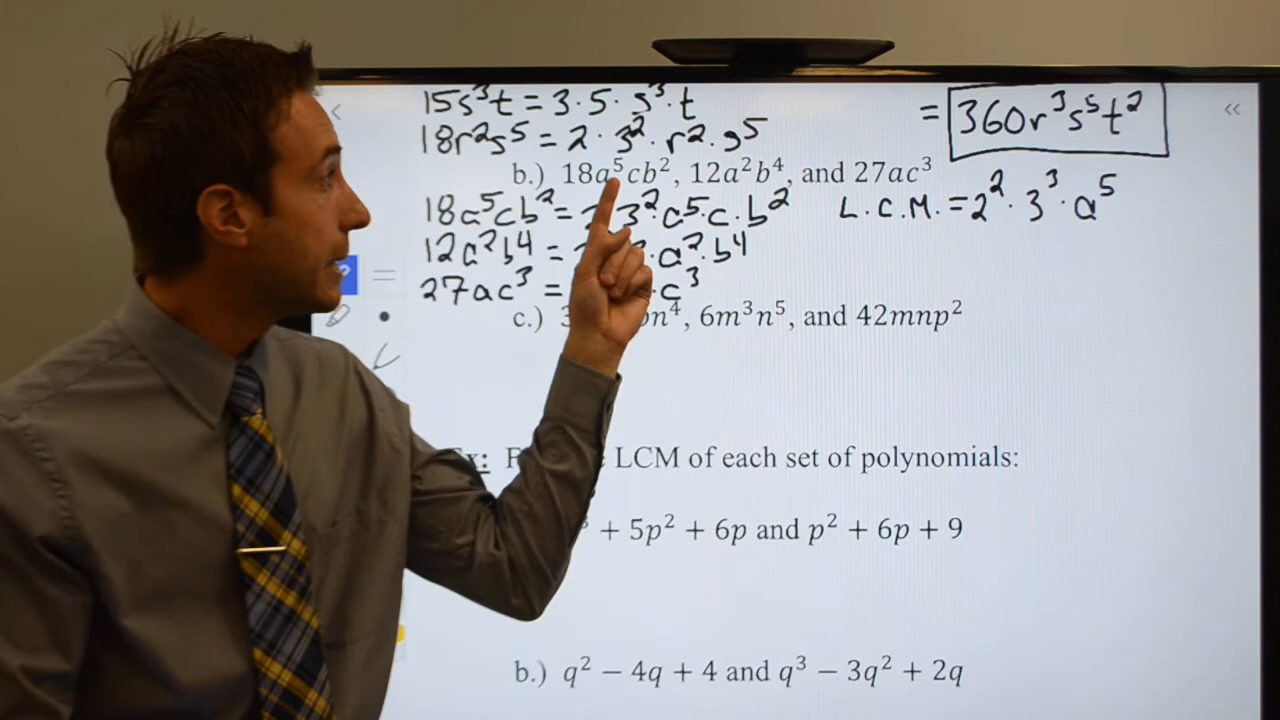 15s³t = 3·5·s³·t
= 360r³s⁵t²
18r²s⁵ = 2·3²·r²·s⁵
b.) 18a⁵cb², 12a²b⁴, and 27ac³
18a⁵cb² = 3²·a⁵·c·b² L.C.M. = 2²·3³·a⁵
12a²b⁴ = ·a²·b⁴
27ac³ = ·c³
c.) n⁴, 6m³n⁵, and 42mnp²
LCM of each set of polynomials:
+ 5p² + 6p and p² + 6p + 9
b.) q² − 4q + 4 and q³ − 3q² + 2q